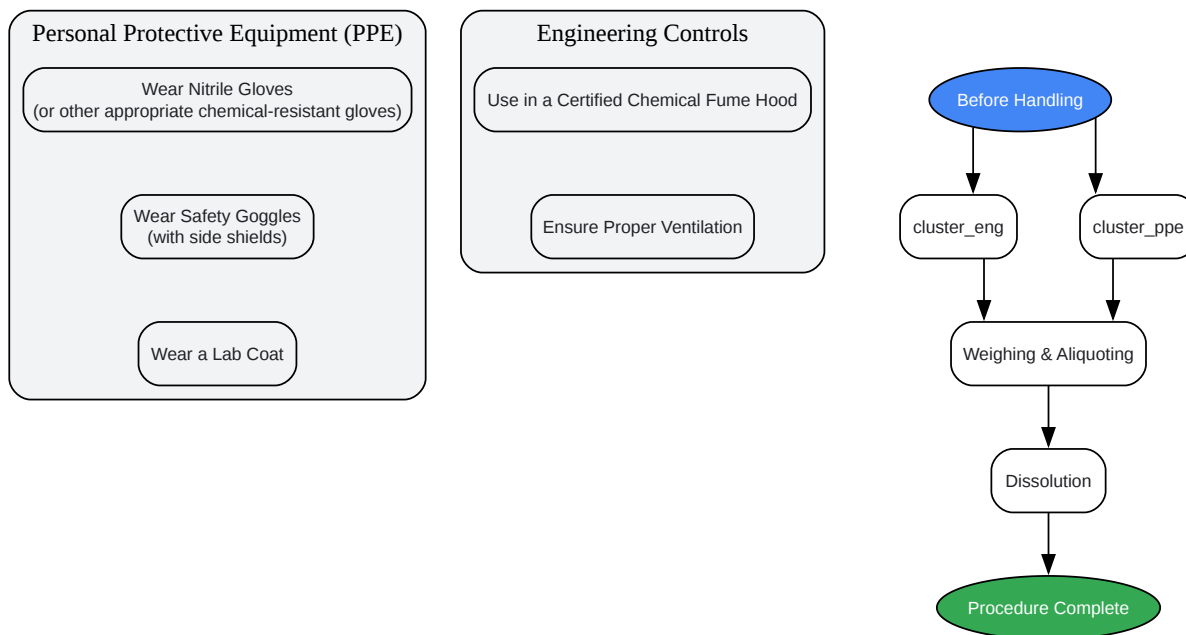 Personal Protective Equipment (PPE)
Wear Nitrile Gloves
(or other appropriate chemical-resistant gloves)
Wear Safety Goggles
(with side shields)
Wear a Lab Coat
Engineering Controls
Use in a Certified Chemical Fume Hood
Ensure Proper Ventilation
Before Handling
cluster_eng
cluster_ppe
Weighing & Aliquoting
Dissolution
Procedure Complete